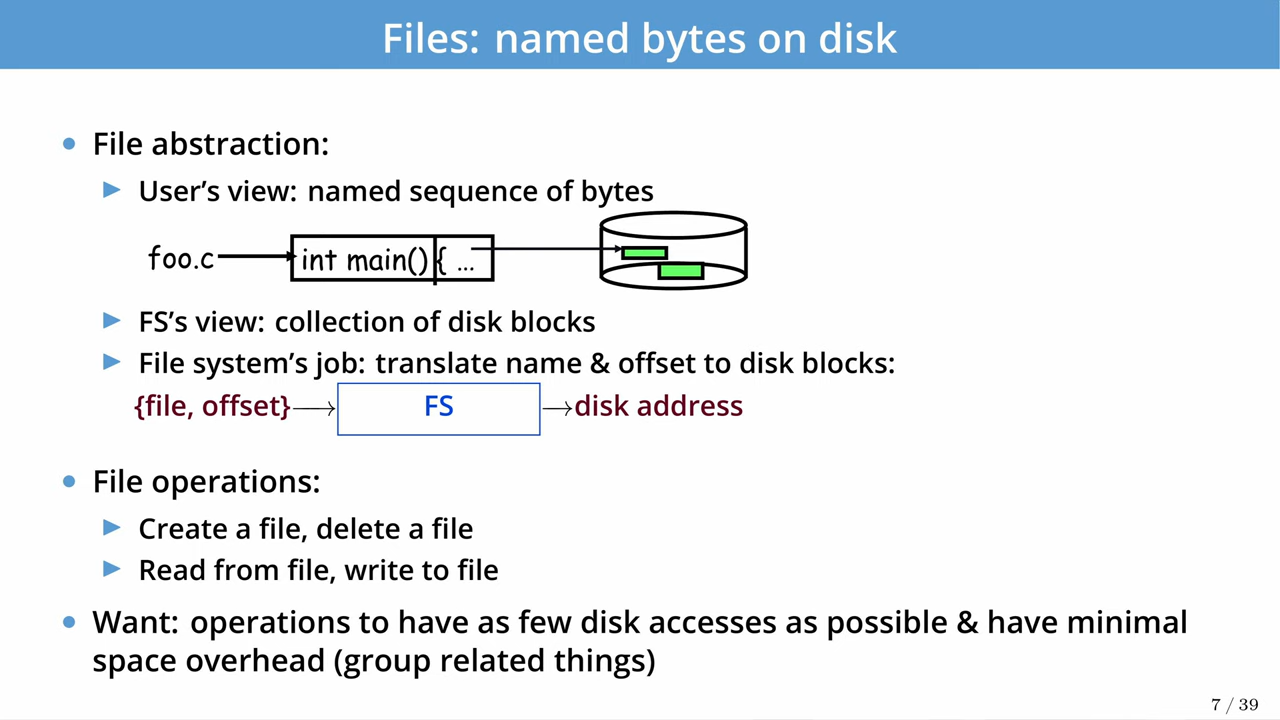 Files: named bytes on disk
• File abstraction:
▶ User's view: named sequence of bytes
foo.c int main() { ...
▶ FS's view: collection of disk blocks
▶ File system's job: translate name & offset to disk blocks:
{file, offset}⟶ FS ⟶disk address
• File operations:
▶ Create a file, delete a file
▶ Read from file, write to file
• Want: operations to have as few disk accesses as possible & have minimal
space overhead (group related things)
7 / 39